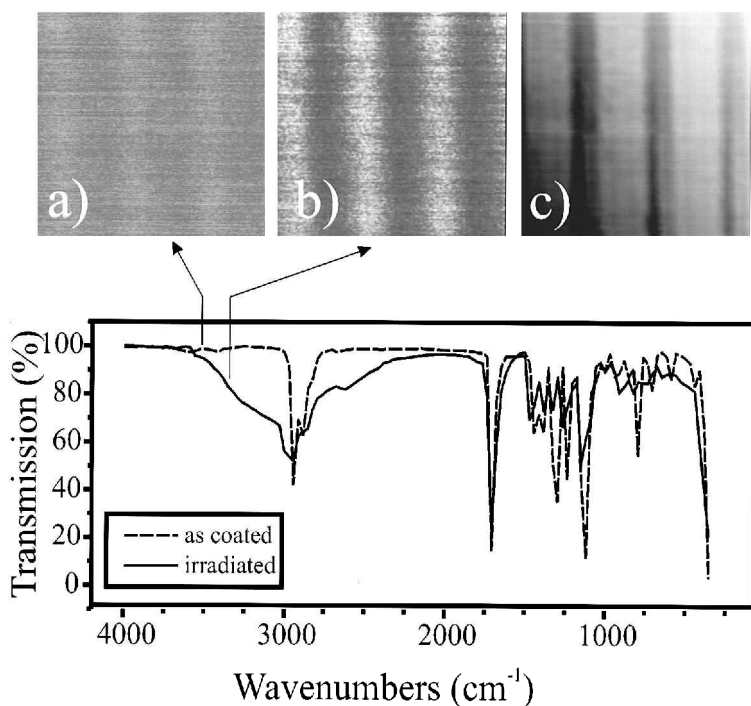 a)
b)
c)
100
80
60
40
20
0
Transmission (%)
as coated
irradiated
4000
3000
2000
1000
Wavenumbers (cm⁻¹)